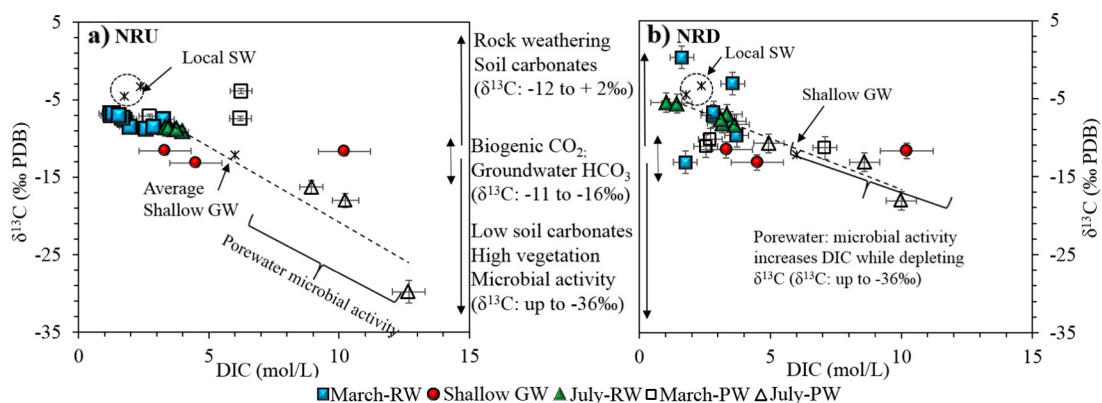 a) NRU
Local SW
Average
Shallow GW
Porewater microbial activity
5
-5
-15
-25
-35
δ¹³C (‰ PDB)
0
5
10
15
DIC (mol/L)
Rock weathering
Soil carbonates
(δ¹³C: -12 to + 2‰)
Biogenic CO₂;
Groundwater HCO₃
(δ¹³C: -11 to -16‰)
Low soil carbonates
High vegetation
Microbial activity
(δ¹³C: up to -36‰)
b) NRD
Local SW
Shallow GW
Porewater: microbial activity
increases DIC while depleting
δ¹³C (δ¹³C: up to -36‰)
5
-5
-15
-25
-35
δ¹³C (‰ PDB)
0
5
10
15
DIC (mol/L)
March-RW Shallow GW July-RW March-PW July-PW